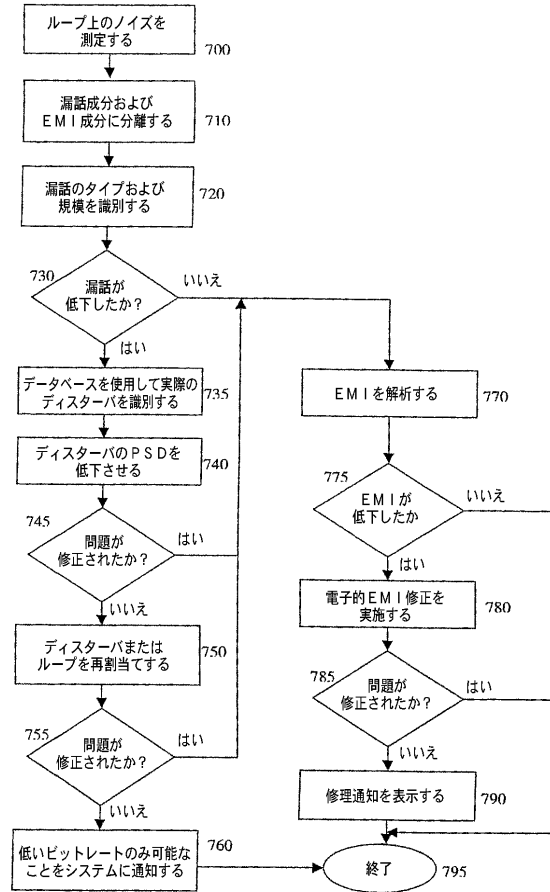 ループ上のノイズを
測定する
700
漏話成分および
EMI成分に分離する
710
漏話のタイプおよび
規模を識別する
720
730
漏話が
低下したか?
いいえ
はい
データベースを使用して実際の
ディスターバを識別する
735
ディスターバのPSDを
低下させる
740
745
問題が
修正されたか?
はい
いいえ
ディスターバまたは
ループを再割当てする
750
755
問題が
修正されたか?
はい
いいえ
低いビットレートのみ可能な
ことをシステムに通知する
760
EMIを解析する
770
775
EMIが
低下したか
いいえ
はい
電子的EMI修正を
実施する
780
785
問題が
修正されたか?
はい
いいえ
修理通知を表示する
790
終了
795